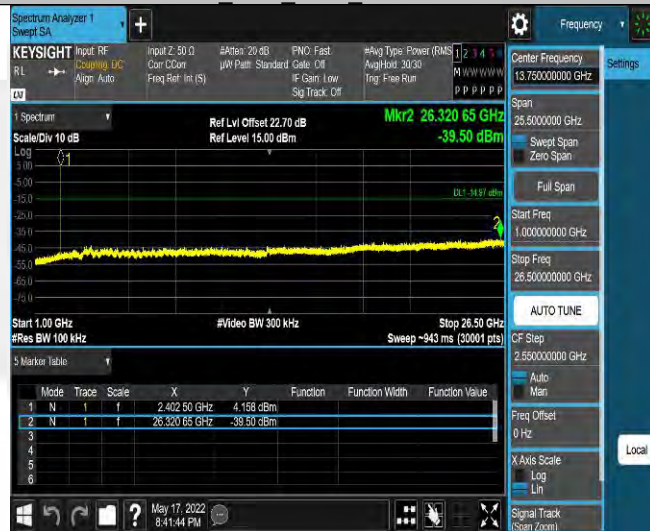 Spectrum Analyzer 1
Swept SA
+
Frequency
KEYSIGHT Input: RF Input Z: 50 Ω #Atten: 20 dB PNO: Fast #Avg Type: Power (RMS 1 2 3 4 5
RL Coupling: DC Corr CCorr µW Path: Standard Gate: Off Avg|Hold: 30/30 M W W W W
Align: Auto Freq Ref: Int (S) IF Gain: Low Trig: Free Run
Sig Track: Off P P P P P
LXI
Center Frequency
13.750000000 GHz
Settings
Span
25.5000000 GHz
Swept Span
Zero Span
Full Span
Start Freq
1.000000000 GHz
Stop Freq
26.500000000 GHz
AUTO TUNE
CF Step
2.550000000 GHz
Auto
Man
Freq Offset
0 Hz
X Axis Scale
Log
Lin
Local
Signal Track
(Span Zoom)
1 Spectrum
Ref Lvl Offset 22.70 dB
Mkr2 26.320 65 GHz
Scale/Div 10 dB
Ref Level 15.00 dBm
-39.50 dBm
Log
1
5.00
-5.00
-15.0
DL1 -14.97 dBm
-25.0
2
-35.0
-45.0
-55.0
-65.0
-75.0
Start 1.00 GHz #Video BW 300 kHz Stop 26.50 GHz
#Res BW 100 kHz Sweep ~943 ms (30001 pts)
5 Marker Table
Mode Trace Scale X Y Function Function Width Function Value
1 N 1 f 2.402 50 GHz 4.158 dBm
2 N 1 f 26.320 65 GHz -39.50 dBm
3
4
5
6
?
May 17, 2022
8:41:44 PM